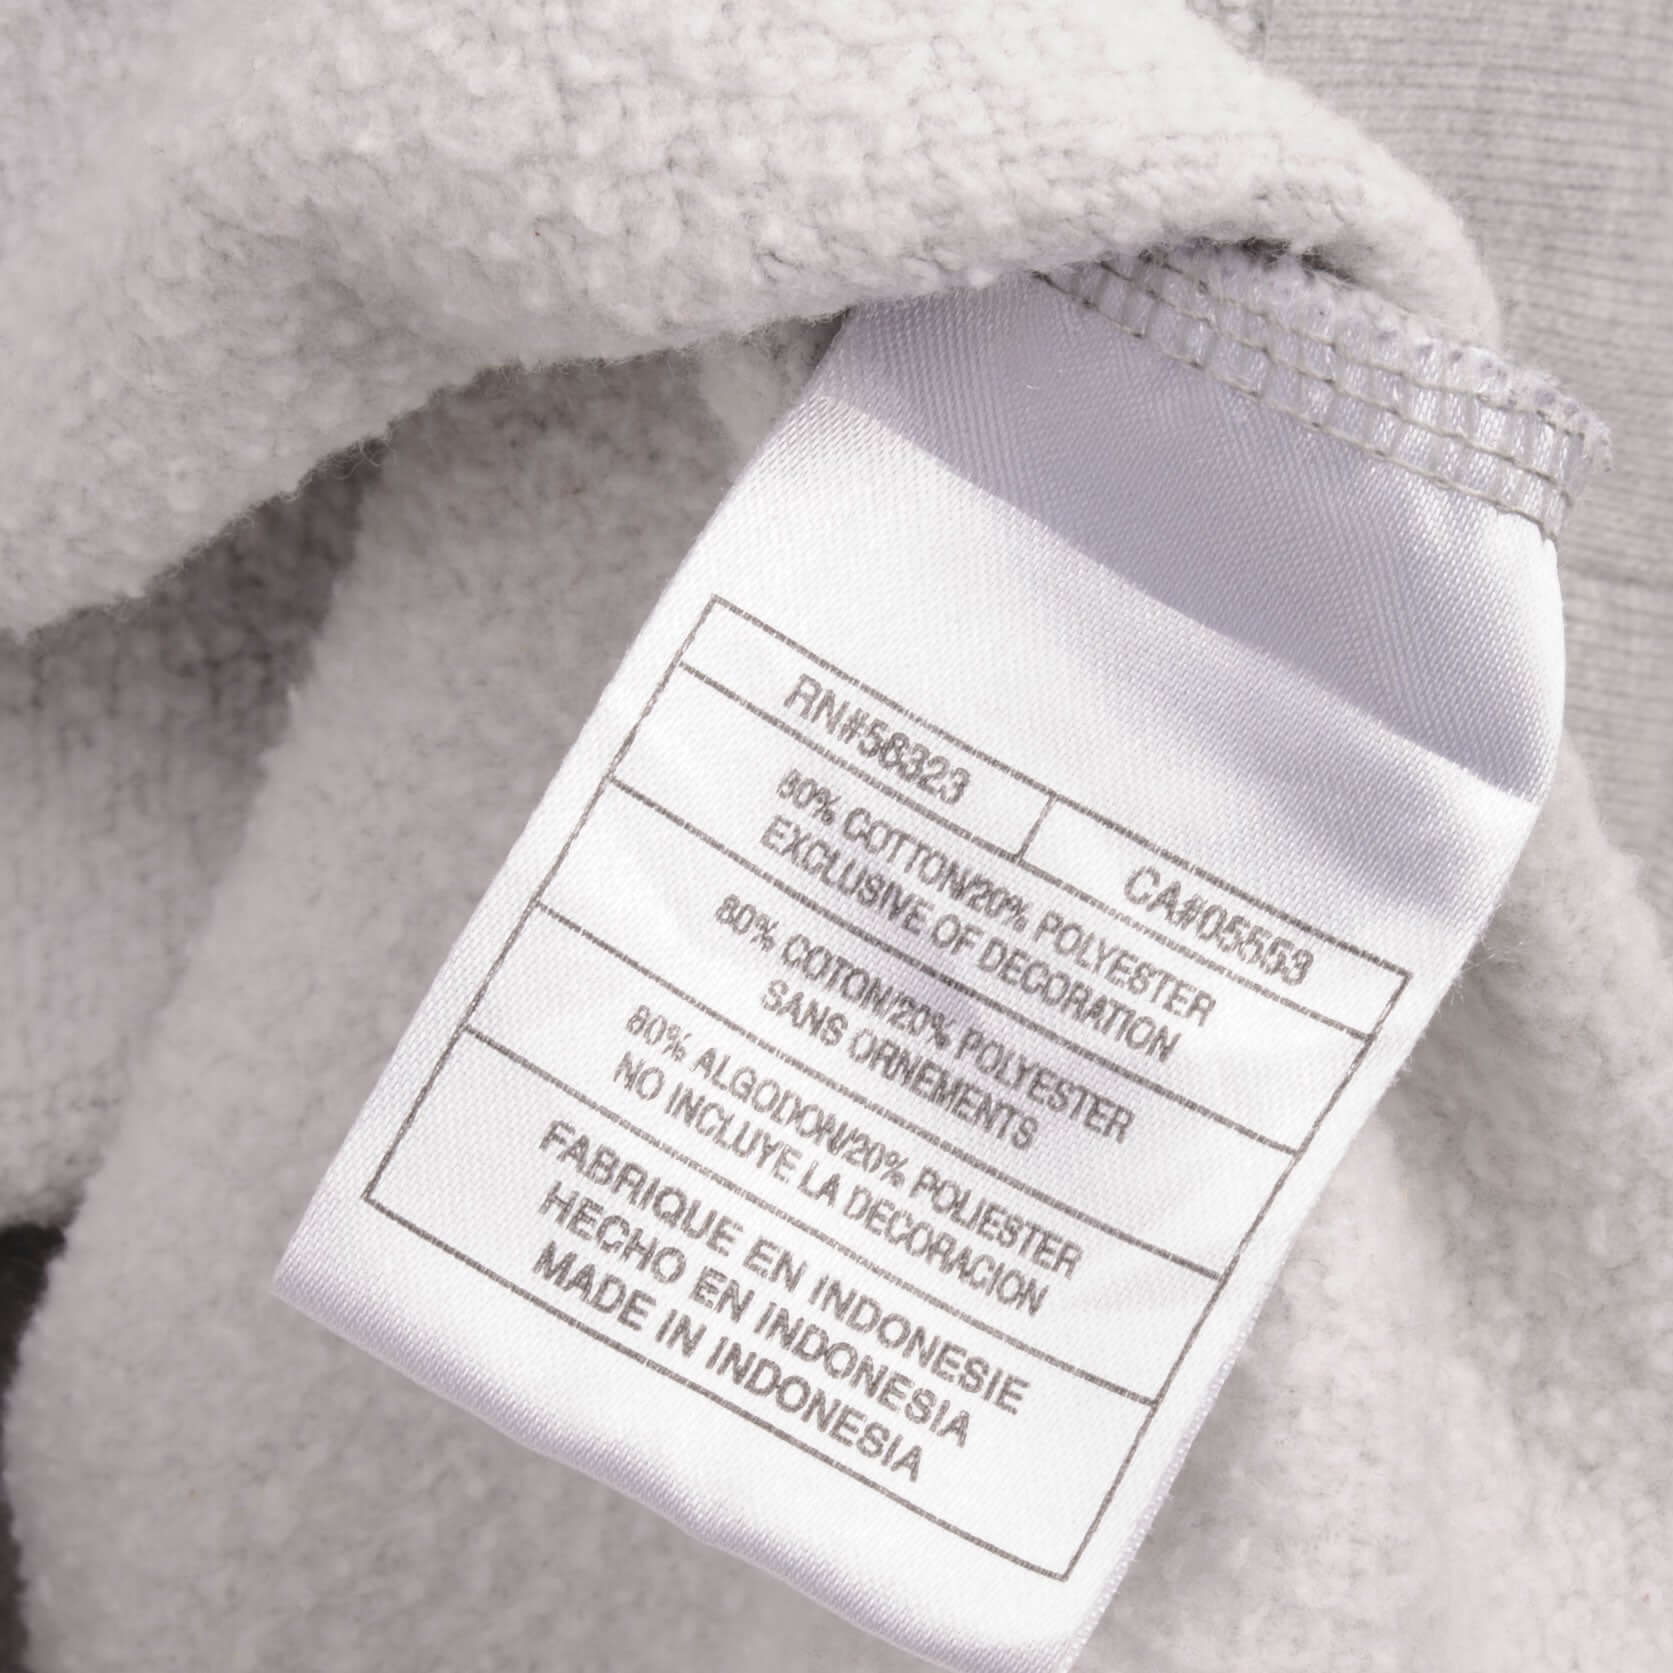 RN#58323
CA#05553
80% COTTON/20% POLYESTER
EXCLUSIVE OF DECORATION
80% COTON/20% POLYESTER
SANS ORNEMENTS
80% ALGODON/20% POLIESTER
NO INCLUYE LA DECORACION
FABRIQUE EN INDONESIE
HECHO EN INDONESIA
MADE IN INDONESIA